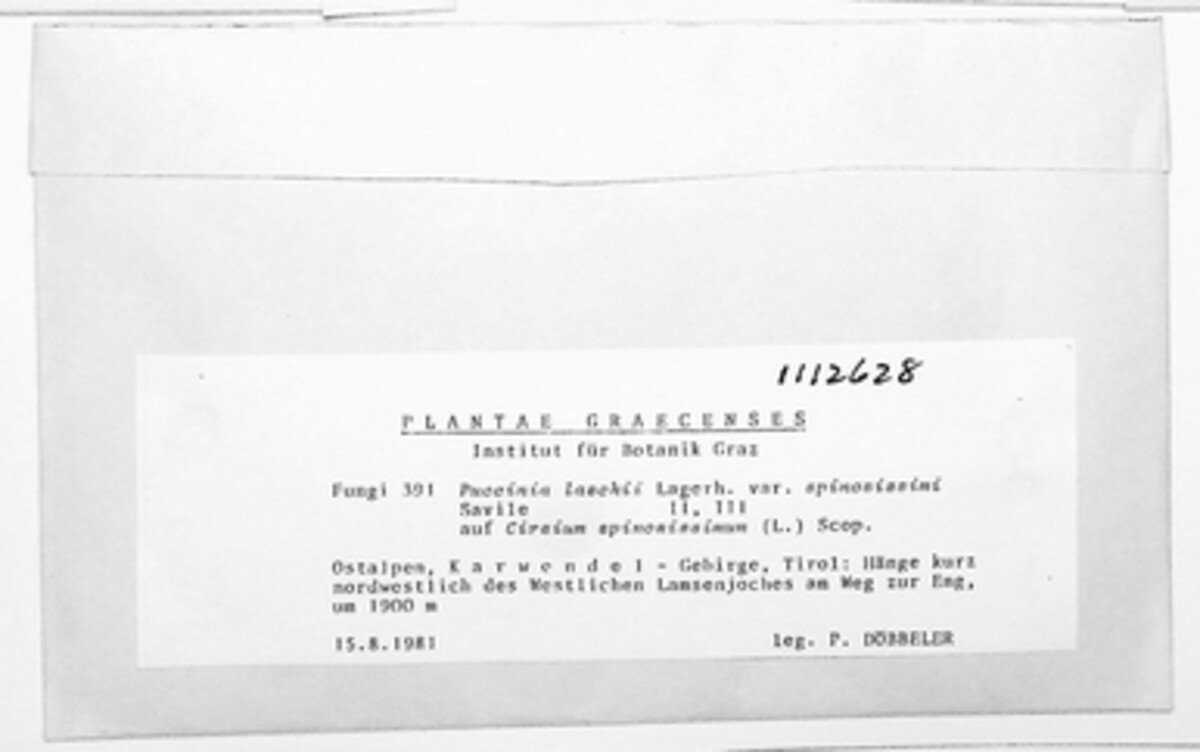 1112628
PLANTAE GRAECENSES
Institut für Botanik Graz
Fungi 391 Puccinia laschii Lagerh. var. spinosissimi
Savile II, III
auf Cirsium spinosissimum (L.) Scop.
Ostalpen, Karwendel-Gebirge, Tirol: Hänge kurz
nordwestlich des Westlichen Lamsenjoches am Weg zur Eng,
um 1900 m
15.8.1981 leg. P. DÖBBELER